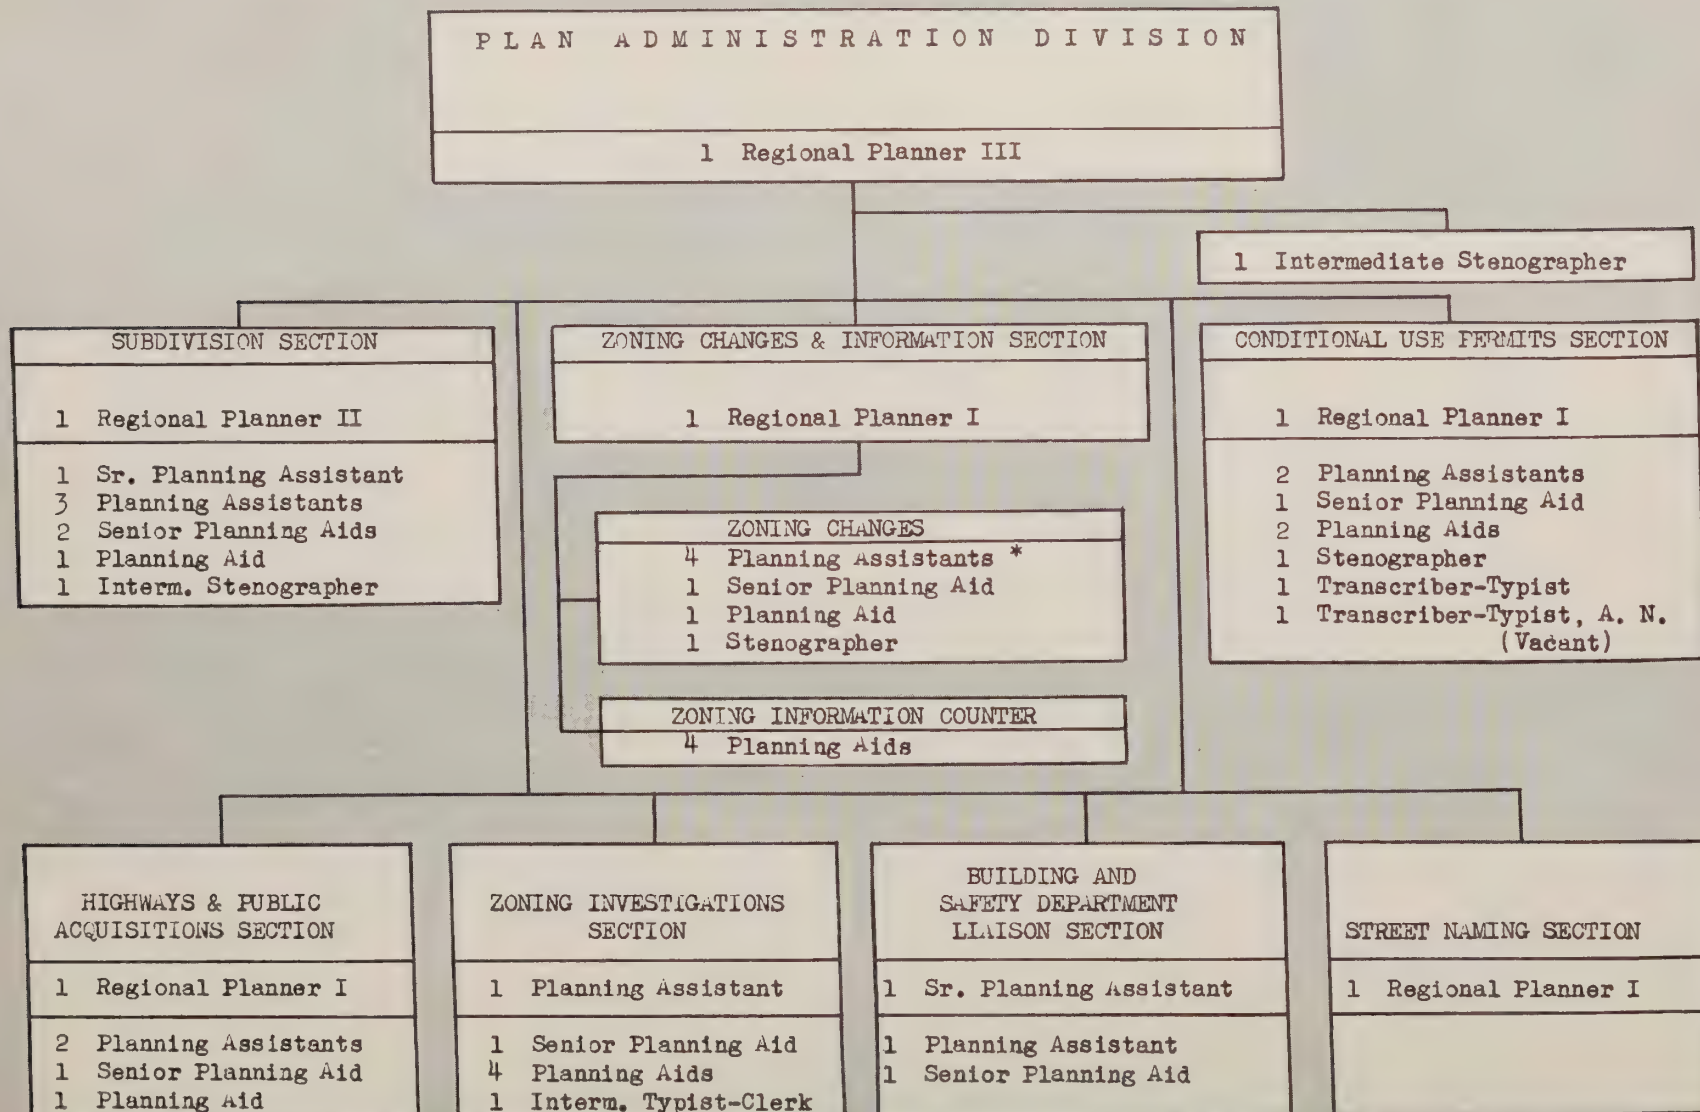 PLAN ADMINISTRATION DIVISION
1 Regional Planner III
1 Intermediate Stenographer
SUBDIVISION SECTION
1 Regional Planner II
1 Sr. Planning Assistant
3 Planning Assistants
2 Senior Planning Aids
1 Planning Aid
1 Interm. Stenographer
ZONING CHANGES & INFORMATION SECTION
1 Regional Planner I
ZONING CHANGES
4 Planning Assistants *
1 Senior Planning Aid
1 Planning Aid
1 Stenographer
ZONING INFORMATION COUNTER
4 Planning Aids
CONDITIONAL USE PERMITS SECTION
1 Regional Planner I
2 Planning Assistants
1 Senior Planning Aid
2 Planning Aids
1 Stenographer
1 Transcriber-Typist
1 Transcriber-Typist, A. N.
(Vacant)
HIGHWAYS & PUBLIC
ACQUISITIONS SECTION
1 Regional Planner I
2 Planning Assistants
1 Senior Planning Aid
1 Planning Aid
ZONING INVESTIGATIONS
SECTION
1 Planning Assistant
1 Senior Planning Aid
4 Planning Aids
1 Interm. Typist-Clerk
BUILDING AND
SAFETY DEPARTMENT
LIAISON SECTION
1 Sr. Planning Assistant
1 Planning Assistant
1 Senior Planning Aid
STREET NAMING SECTION
1 Regional Planner I